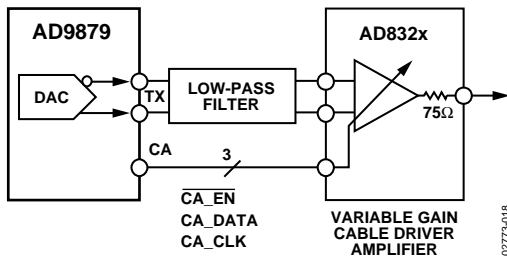 AD9879
AD832x
DAC
TX
LOW-PASS
FILTER
75Ω
CA
3
CA_EN
CA_DATA
CA_CLK
VARIABLE GAIN
CABLE DRIVER
AMPLIFIER
02773-018